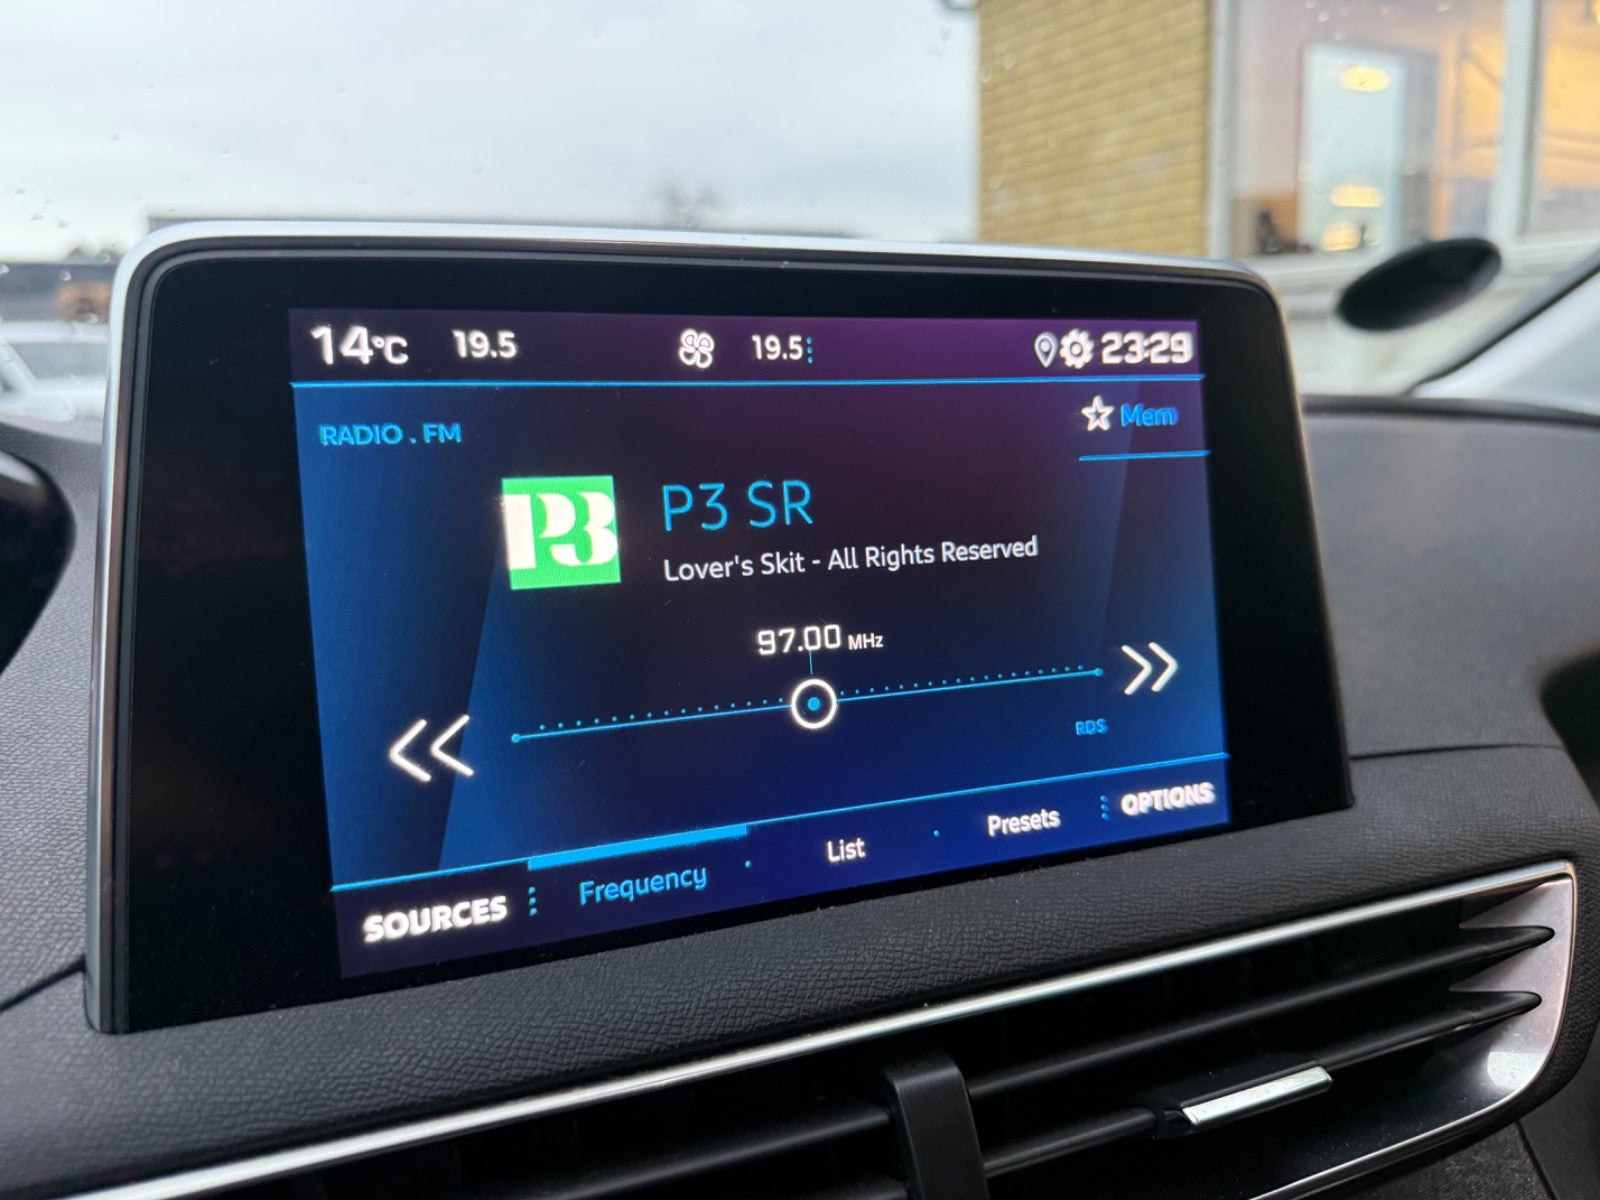 14°C 19.5 19.5 23:29
RADIO . FM
Mem
P3
P3 SR
Lover's Skit - All Rights Reserved
97.00 MHz
RDS
SOURCES Frequency List Presets OPTIONS